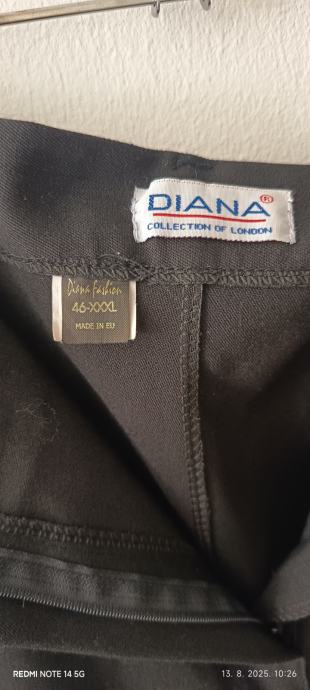 DIANA®
COLLECTION OF LONDON
Diana Fashion
46-XXXL
MADE IN EU
REDMI NOTE 14 5G
13. 8. 2025. 10:26